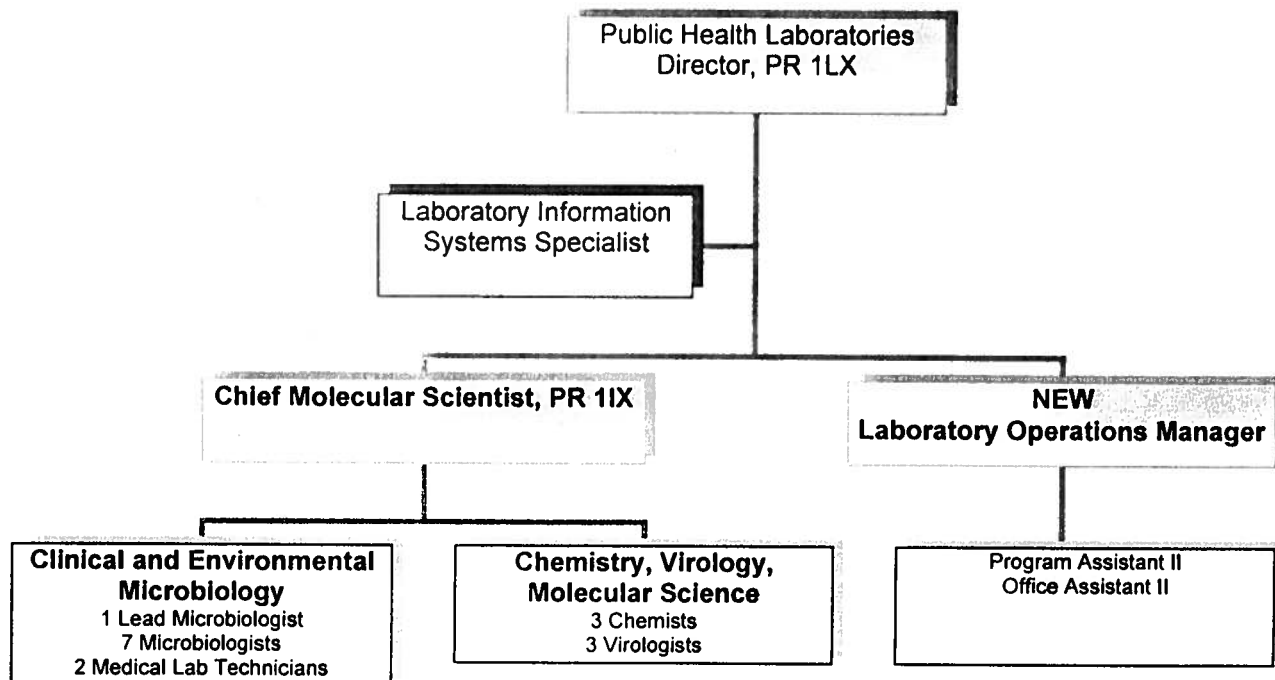 Public Health Laboratories
Director, PR 1LX
Laboratory Information
Systems Specialist
Chief Molecular Scientist, PR 1IX
NEW
Laboratory Operations Manager
Clinical and Environmental
Microbiology
1 Lead Microbiologist
7 Microbiologists
2 Medical Lab Technicians
Chemistry, Virology,
Molecular Science
3 Chemists
3 Virologists
Program Assistant II
Office Assistant II